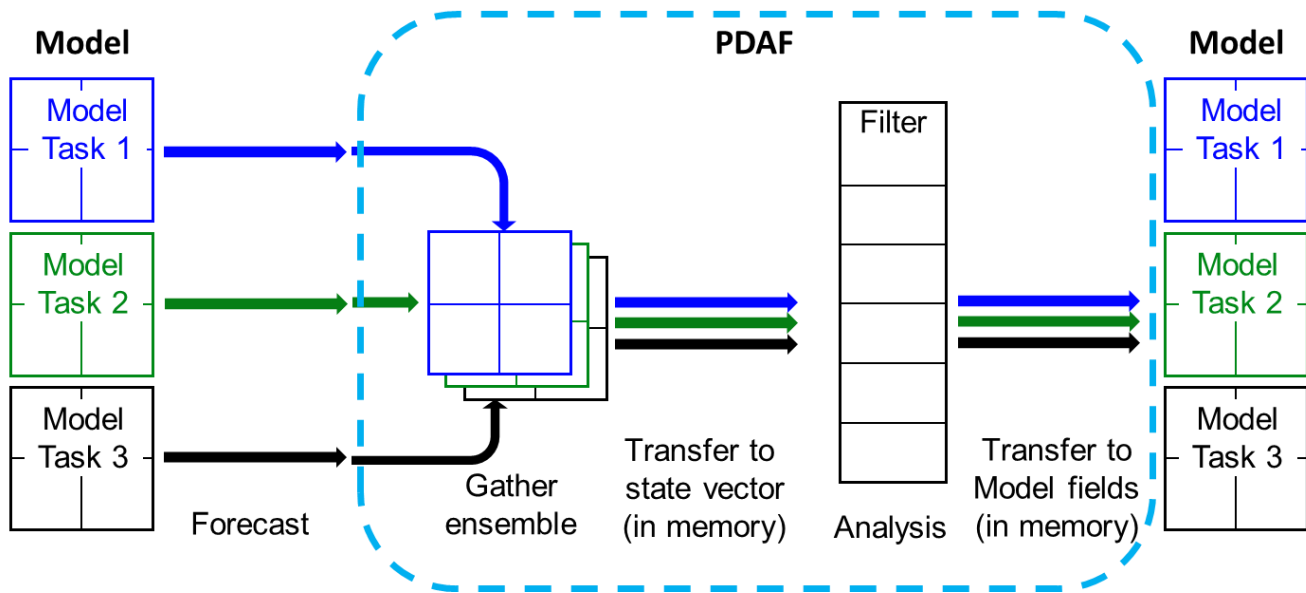 Model
PDAF
Model
Model
Task 1
Model
Task 2
Model
Task 3
Forecast
Gather
ensemble
Transfer to
state vector
(in memory)
Filter
Analysis
Transfer to
Model fields
(in memory)
Model
Task 1
Model
Task 2
Model
Task 3